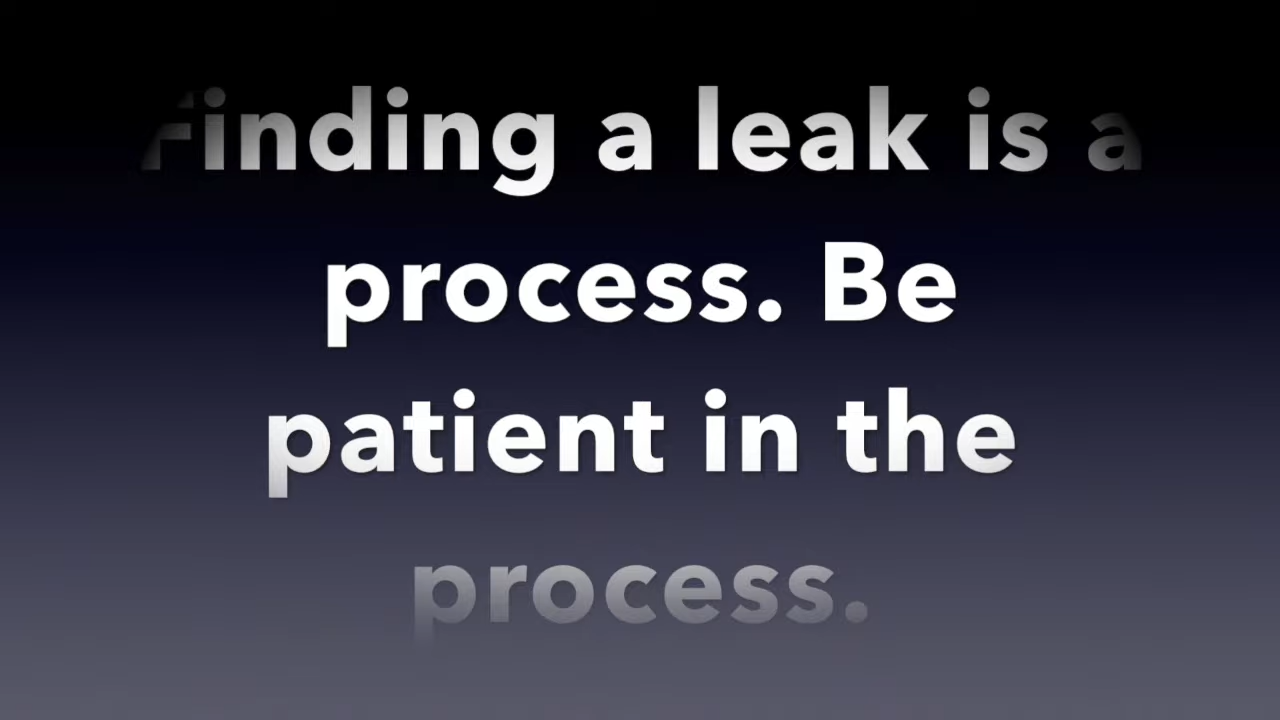 Finding a leak is a
process. Be
patient in the
process.